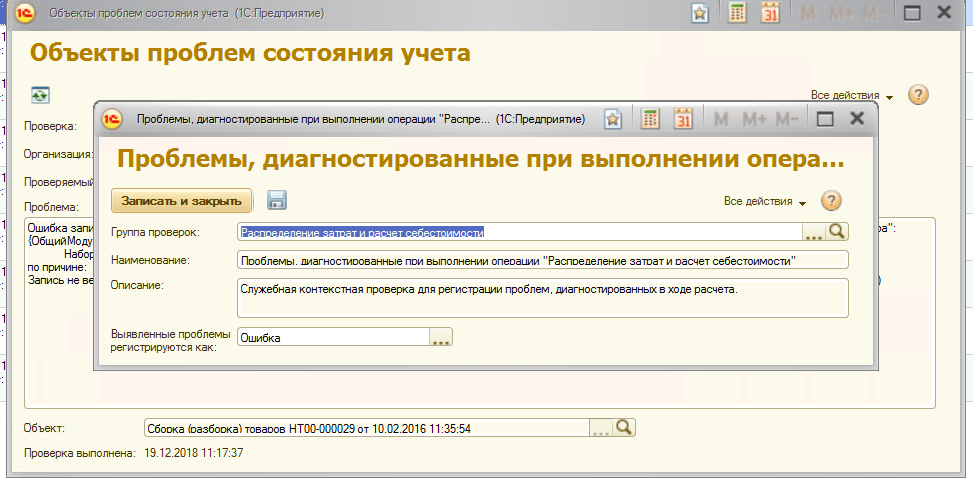 Объекты проблем состояния учета (1С:Предприятие)
M M+ M-
Объекты проблем состояния учета
Все действия
Проверка:
Организация:
Проверяемый
Проблема:
Ошибка запи
{ОбщийМоду
Набор
по причине:
Запись не ве
Проблемы, диагностированные при выполнении операции "Распре... (1С:Предприятие)
M M+ M-
Проблемы, диагностированные при выполнении опера...
Записать и закрыть
Все действия
Группа проверок: Распределение затрат и расчет себестоимости
Наименование: Проблемы, диагностированные при выполнении операции "Распределение затрат и расчет себестоимости"
Описание: Служебная контекстная проверка для регистрации проблем, диагностированных в ходе расчета.
Выявленные проблемы
регистрируются как: Ошибка
Объект: Сборка (разборка) товаров НТ00-000029 от 10.02.2016 11:35:54
Проверка выполнена: 19.12.2018 11:17:37